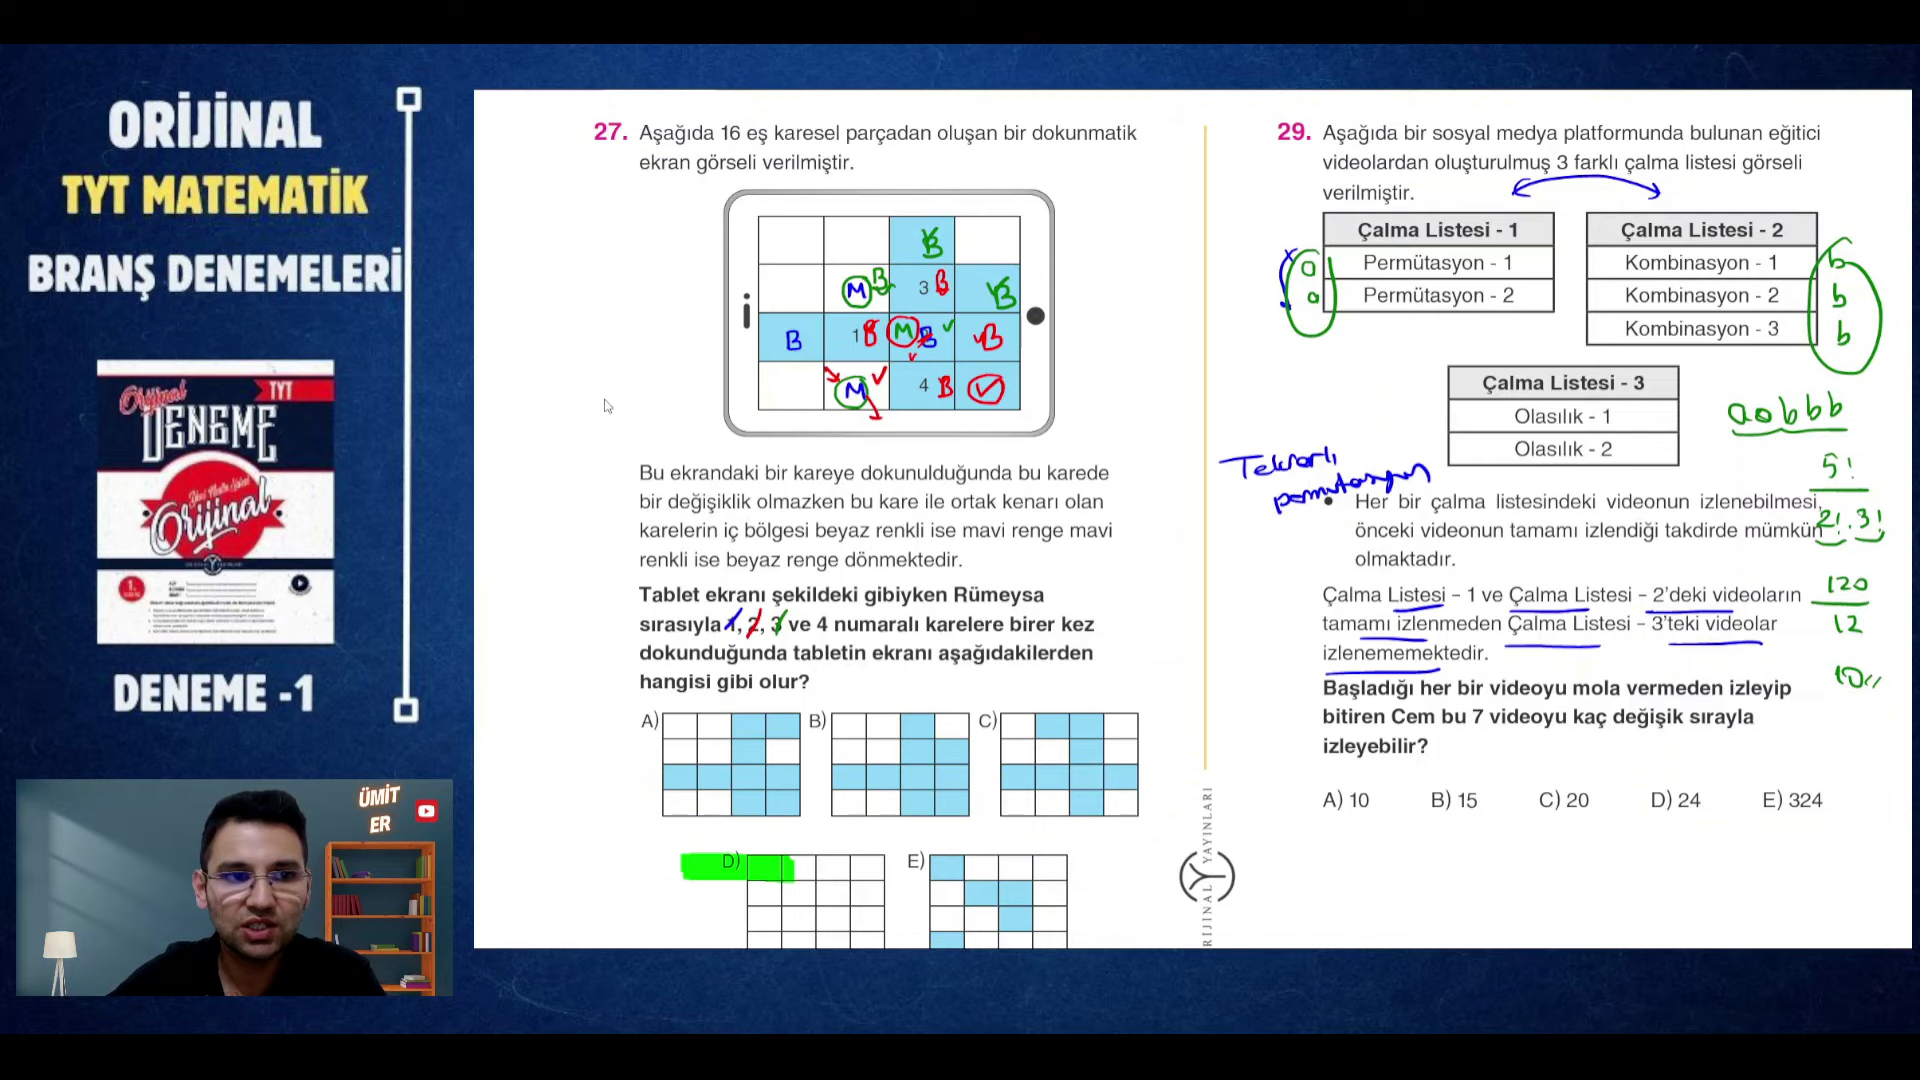 ORİJİNAL
TYT MATEMATİK
BRANŞ DENEMELERİ
Orijinal
TYT
DENEME
Orijinal
1.
DENEME -1
ÜMİT
ER
27. Aşağıda 16 eş karesel parçadan oluşan bir dokunmatik
ekran görseli verilmiştir.
B
M B 3 B B
B 1 B M B B
M 4 B
Bu ekrandaki bir kareye dokunulduğunda bu karede
bir değişiklik olmazken bu kare ile ortak kenarı olan
karelerin iç bölgesi beyaz renkli ise mavi renge mavi
renkli ise beyaz renge dönmektedir.
Tablet ekranı şekildeki gibiyken Rümeysa
sırasıyla 1, 2, 3 ve 4 numaralı karelere birer kez
dokunduğunda tabletin ekranı aşağıdakilerden
hangisi gibi olur?
A) B) C)
D) E)
RİJİNAL YAYINLARI
29. Aşağıda bir sosyal medya platformunda bulunan eğitici
videolardan oluşturulmuş 3 farklı çalma listesi görseli
verilmiştir.
Çalma Listesi - 1
a Permütasyon - 1
a Permütasyon - 2
Çalma Listesi - 2
Kombinasyon - 1 b
Kombinasyon - 2 b
Kombinasyon - 3 b
Çalma Listesi - 3
Olasılık - 1
Olasılık - 2
aabbb
5!
2! . 3!
120
12
10
Tekrarlı
permutasyon
• Her bir çalma listesindeki videonun izlenebilmesi,
önceki videonun tamamı izlendiği takdirde mümkün
olmaktadır.
Çalma Listesi - 1 ve Çalma Listesi - 2'deki videoların
tamamı izlenmeden Çalma Listesi - 3'teki videolar
izlenememektedir.
Başladığı her bir videoyu mola vermeden izleyip
bitiren Cem bu 7 videoyu kaç değişik sırayla
izleyebilir?
A) 10 B) 15 C) 20 D) 24 E) 324